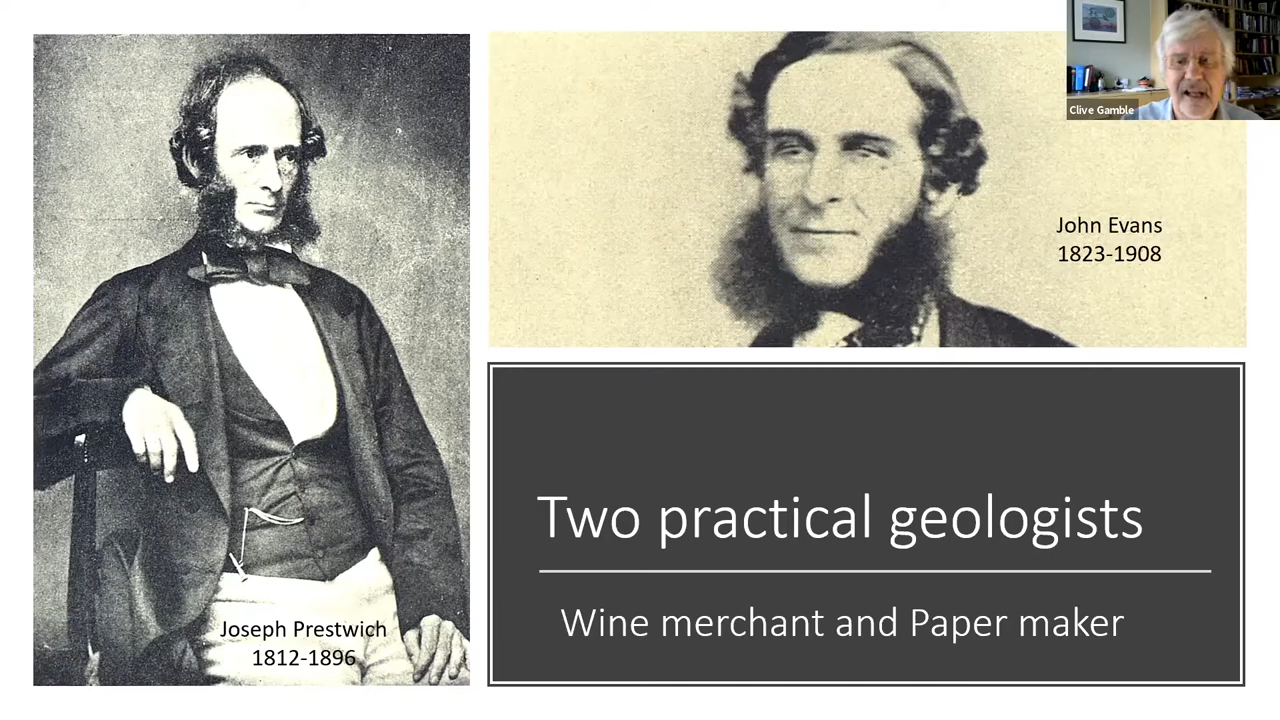 Clive Gamble
John Evans
1823-1908
Two practical geologists
Wine merchant and Paper maker
Joseph Prestwich
1812-1896